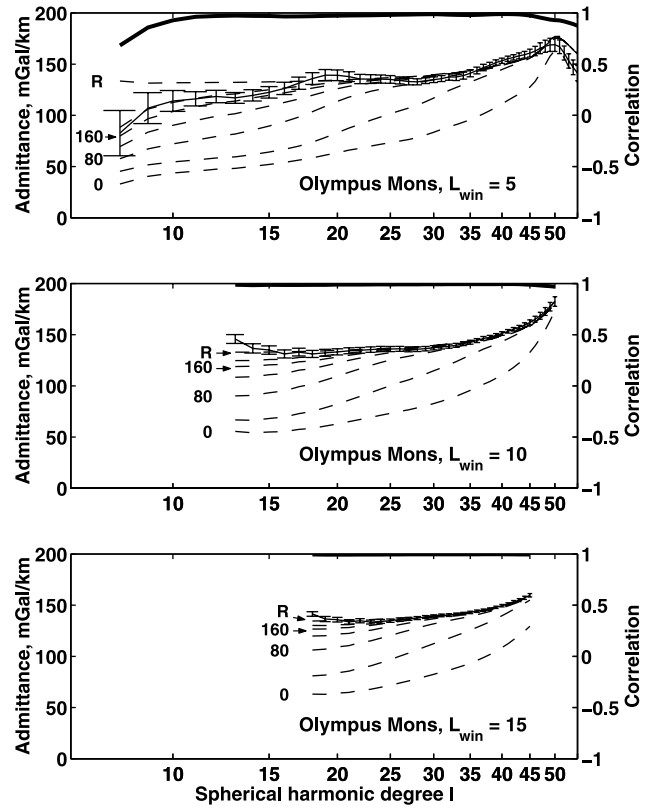 200
150
100
50
0
Admittance, mGal/km
R
160
80
0
Olympus Mons, L_win = 5
1
0.5
0
−0.5
−1
Correlation
10 15 20 25 30 35 40 45 50
200
150
100
50
0
Admittance, mGal/km
R
160
80
0
Olympus Mons, L_win = 10
1
0.5
0
−0.5
−1
Correlation
10 15 20 25 30 35 40 45 50
200
150
100
50
0
Admittance, mGal/km
R
160
80
0
Olympus Mons, L_win = 15
1
0.5
0
−0.5
−1
Correlation
10 15 20 25 30 35 40 45 50
Spherical harmonic degree l